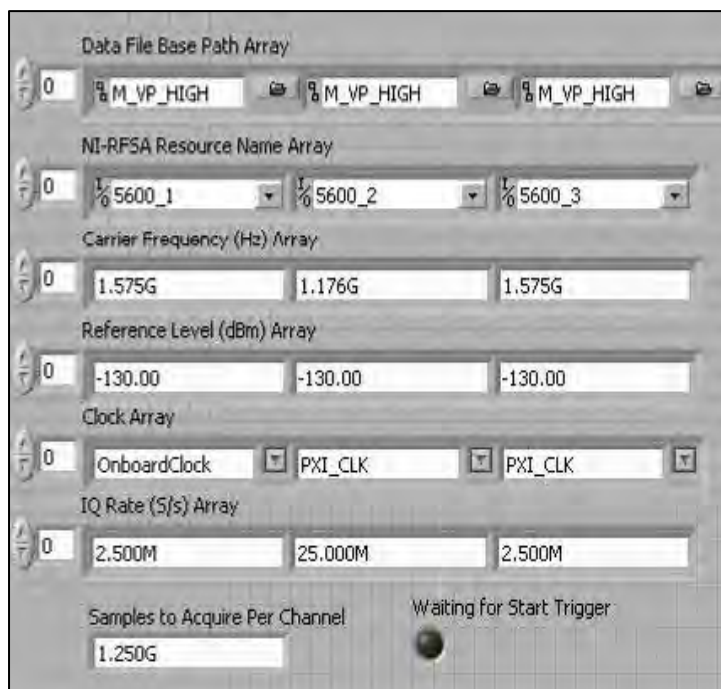 Data File Base Path Array
0 M_VP_HIGH M_VP_HIGH M_VP_HIGH
NI-RFSA Resource Name Array
0 I/O 5600_1 I/O 5600_2 I/O 5600_3
Carrier Frequency (Hz) Array
0 1.575G 1.176G 1.575G
Reference Level (dBm) Array
0 -130.00 -130.00 -130.00
Clock Array
0 OnboardClock PXI_CLK PXI_CLK
IQ Rate (S/s) Array
0 2.500M 25.000M 2.500M
Samples to Acquire Per Channel Waiting for Start Trigger
1.250G